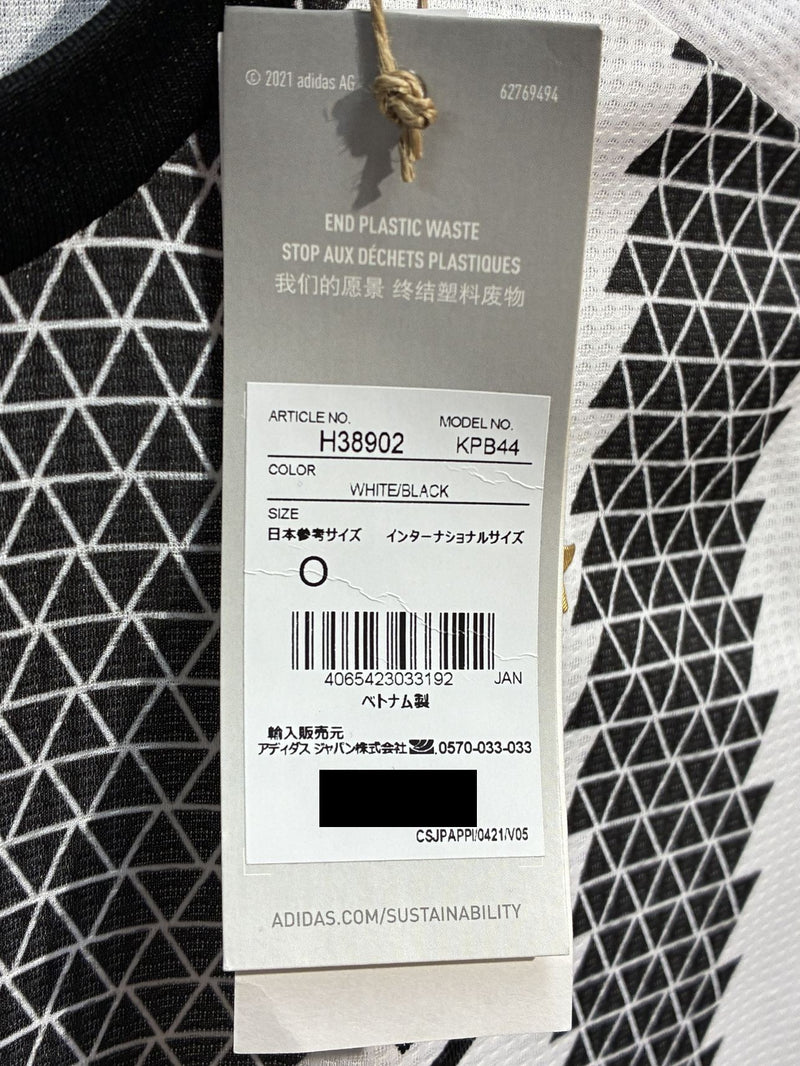 © 2021 adidas AG
62769494
END PLASTIC WASTE
STOP AUX DÉCHETS PLASTIQUES
我们的愿景 终结塑料废物
ARTICLE NO. MODEL NO.
H38902 KPB44
COLOR
WHITE/BLACK
SIZE
日本参考サイズ インターナショナルサイズ
O
4065423033192 JAN
ベトナム製
輸入販売元
アディダス ジャパン株式会社 0570-033-033
CSJPAPPI/0421/V05
ADIDAS.COM/SUSTAINABILITY